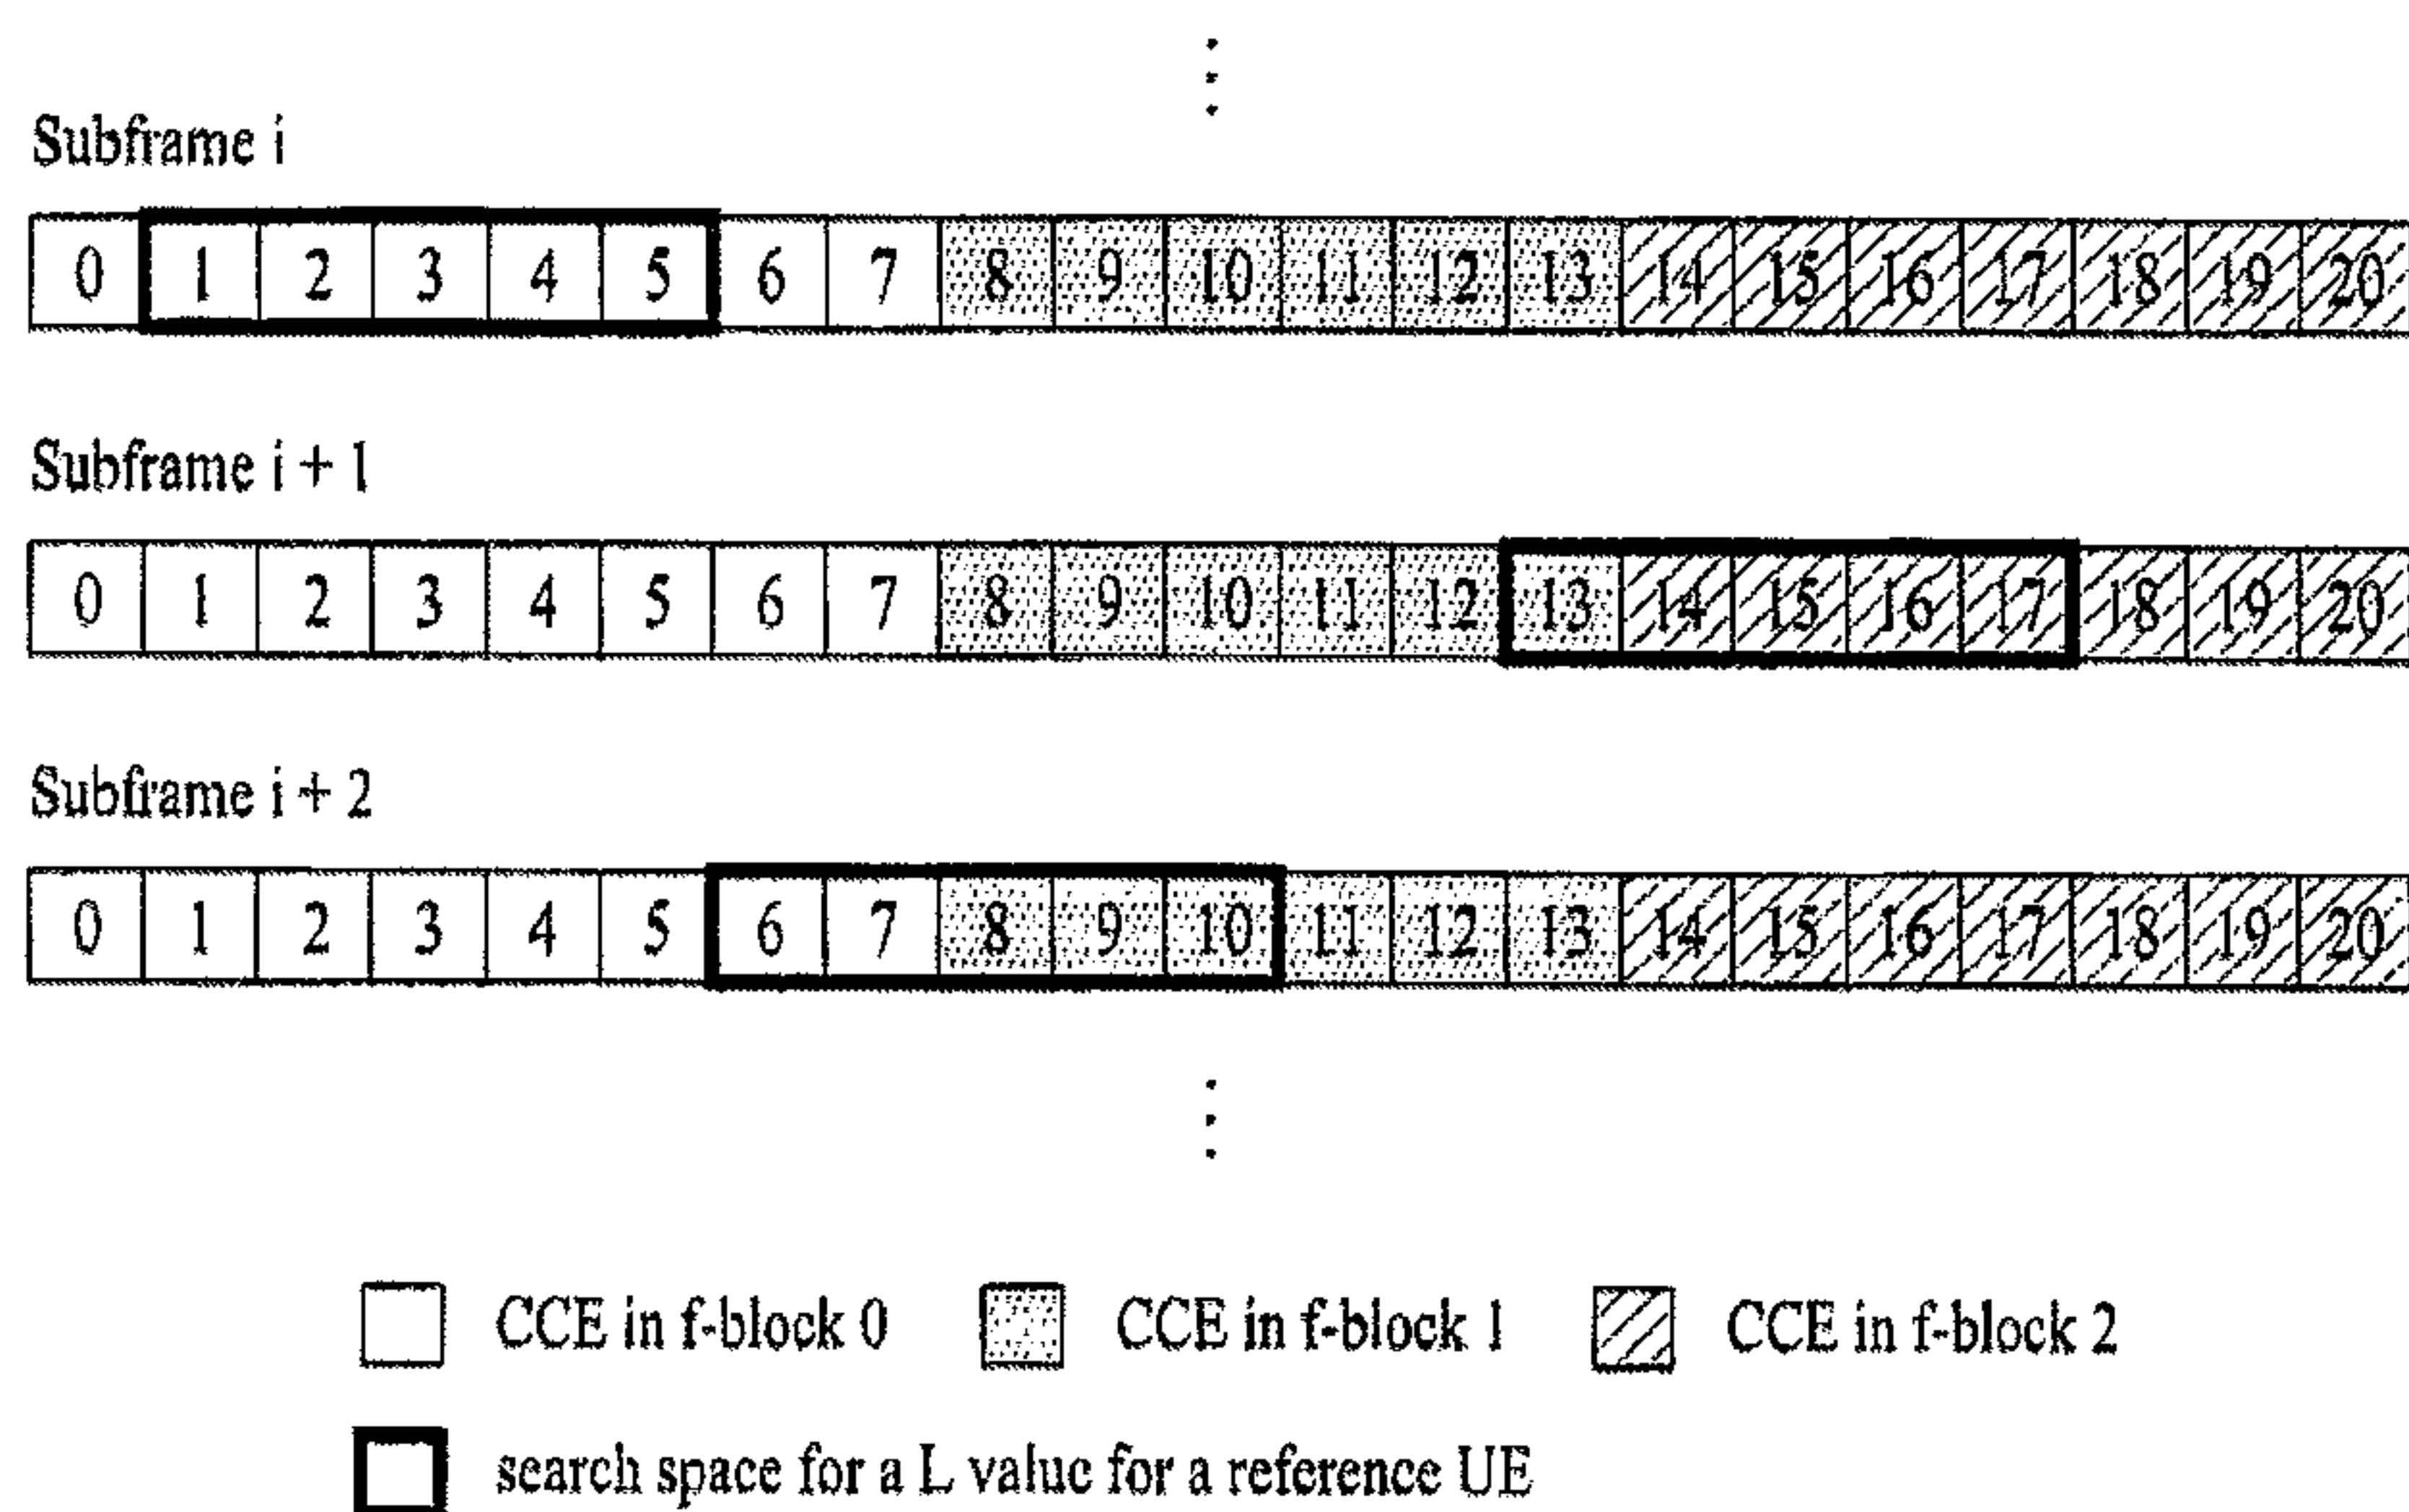 Subframe i
0 1 2 3 4 5 6 7 8 9 10 11 12 13 14 15 16 17 18 19 20
Subframe i + 1
0 1 2 3 4 5 6 7 8 9 10 11 12 13 14 15 16 17 18 19 20
Subframe i + 2
0 1 2 3 4 5 6 7 8 9 10 11 12 13 14 15 16 17 18 19 20
CCE in f-block 0 CCE in f-block 1 CCE in f-block 2
search space for a L value for a reference UE